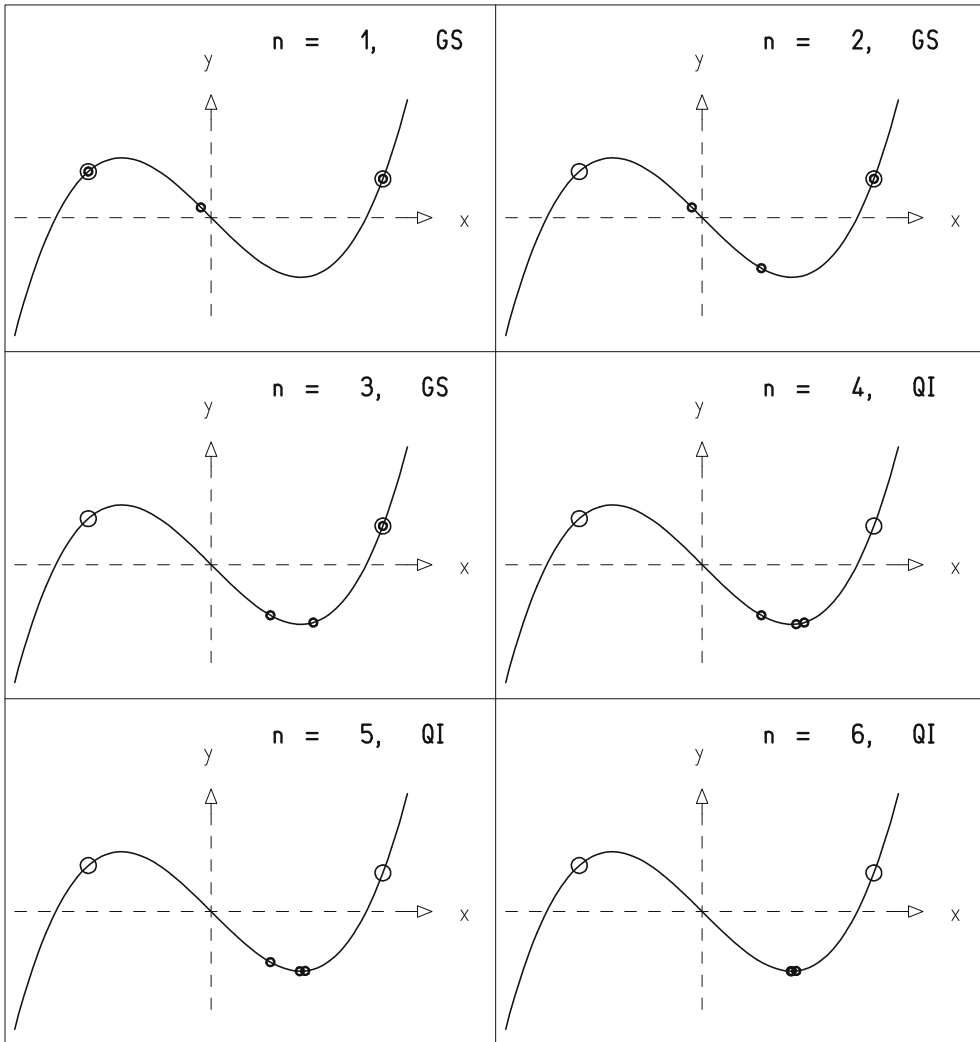 n = 1, GS
y
x
n = 2, GS
y
x
n = 3, GS
y
x
n = 4, QI
y
x
n = 5, QI
y
x
n = 6, QI
y
x